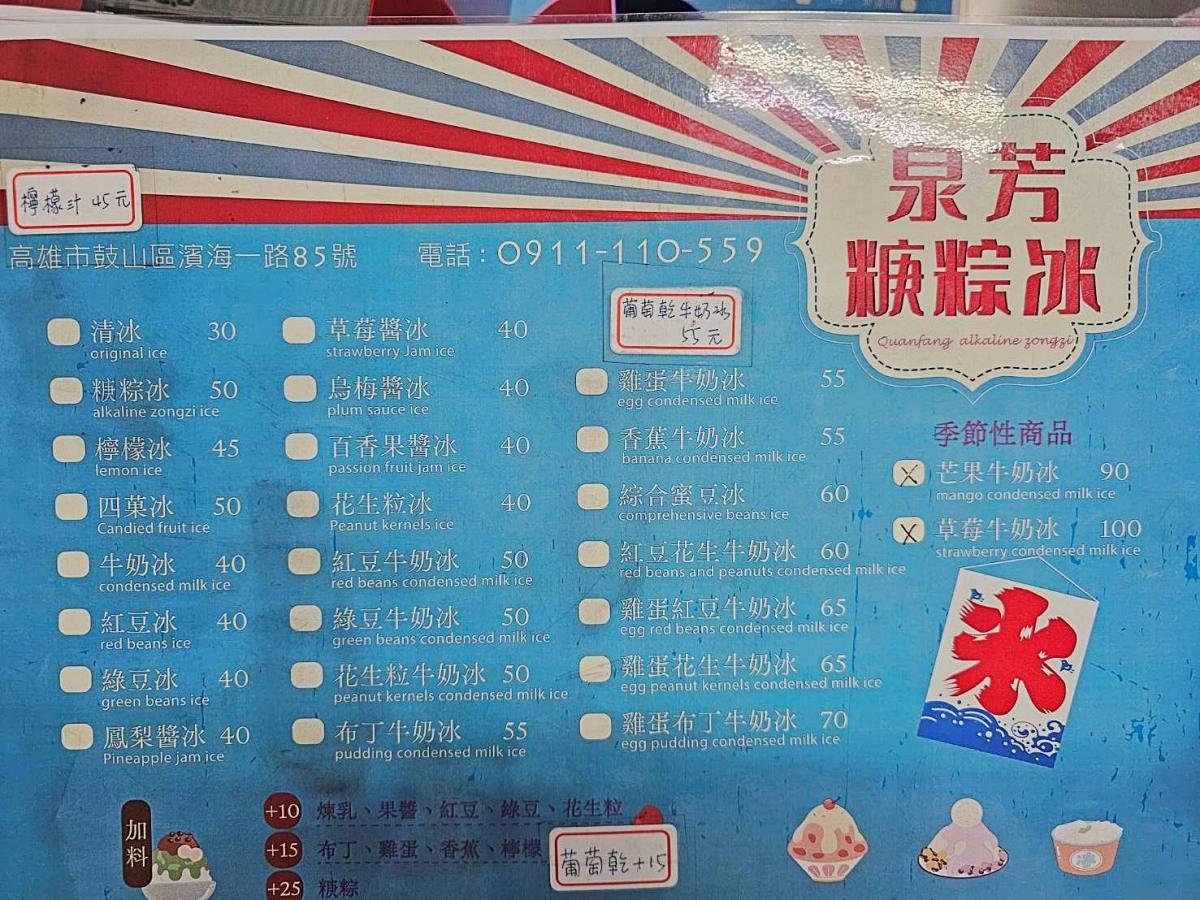 泉芳
糖粽冰
Quanfang alkaline zongzi
檸檬汁 45元
高雄市鼓山區濱海一路85號 電話：0911-110-559
清冰 30
original ice
糖粽冰 50
alkaline zongzi ice
檸檬冰 45
lemon ice
四菓冰 50
Candied fruit ice
牛奶冰 40
condensed milk ice
紅豆冰 40
red beans ice
綠豆冰 40
green beans ice
鳳梨醬冰 40
Pineapple jam ice
草莓醬冰 40
strawberry Jam ice
烏梅醬冰 40
plum sauce ice
百香果醬冰 40
passion fruit jam ice
花生粒冰 40
Peanut kernels ice
紅豆牛奶冰 50
red beans condensed milk ice
綠豆牛奶冰 50
green beans condensed milk ice
花生粒牛奶冰 50
peanut kernels condensed milk ice
布丁牛奶冰 55
pudding condensed milk ice
葡萄乾牛奶冰
55元
雞蛋牛奶冰 55
egg condensed milk ice
香蕉牛奶冰 55
banana condensed milk ice
綜合蜜豆冰 60
comprehensive beans ice
紅豆花生牛奶冰 60
red beans and peanuts condensed milk ice
雞蛋紅豆牛奶冰 65
egg red beans condensed milk ice
雞蛋花生牛奶冰 65
egg peanut kernels condensed milk ice
雞蛋布丁牛奶冰 70
egg pudding condensed milk ice
季節性商品
X 芒果牛奶冰 90
mango condensed milk ice
X 草莓牛奶冰 100
strawberry condensed milk ice
氷
加料
+10 煉乳、果醬、紅豆、綠豆、花生粒
+15 布丁、雞蛋、香蕉、檸檬
葡萄乾+15
+25 糖粽